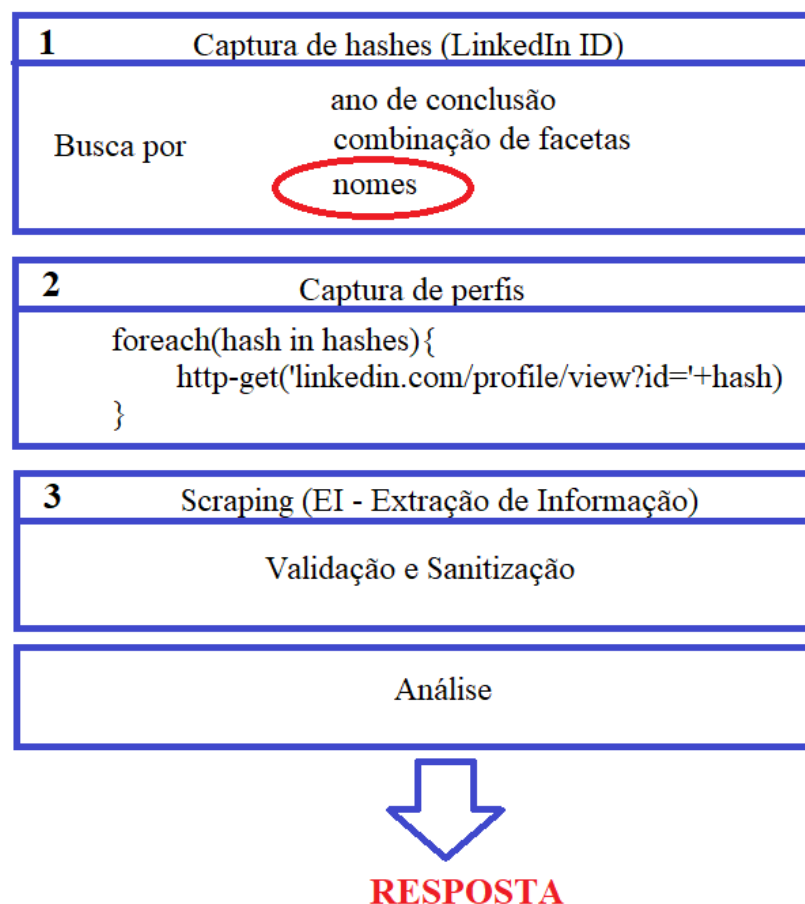 1 Captura de hashes (LinkedIn ID)
ano de conclusão
Busca por combinação de facetas
nomes
2 Captura de perfis
foreach(hash in hashes){
http-get('linkedin.com/profile/view?id='+hash)
}
3 Scraping (EI - Extração de Informação)
Validação e Sanitização
Análise
RESPOSTA